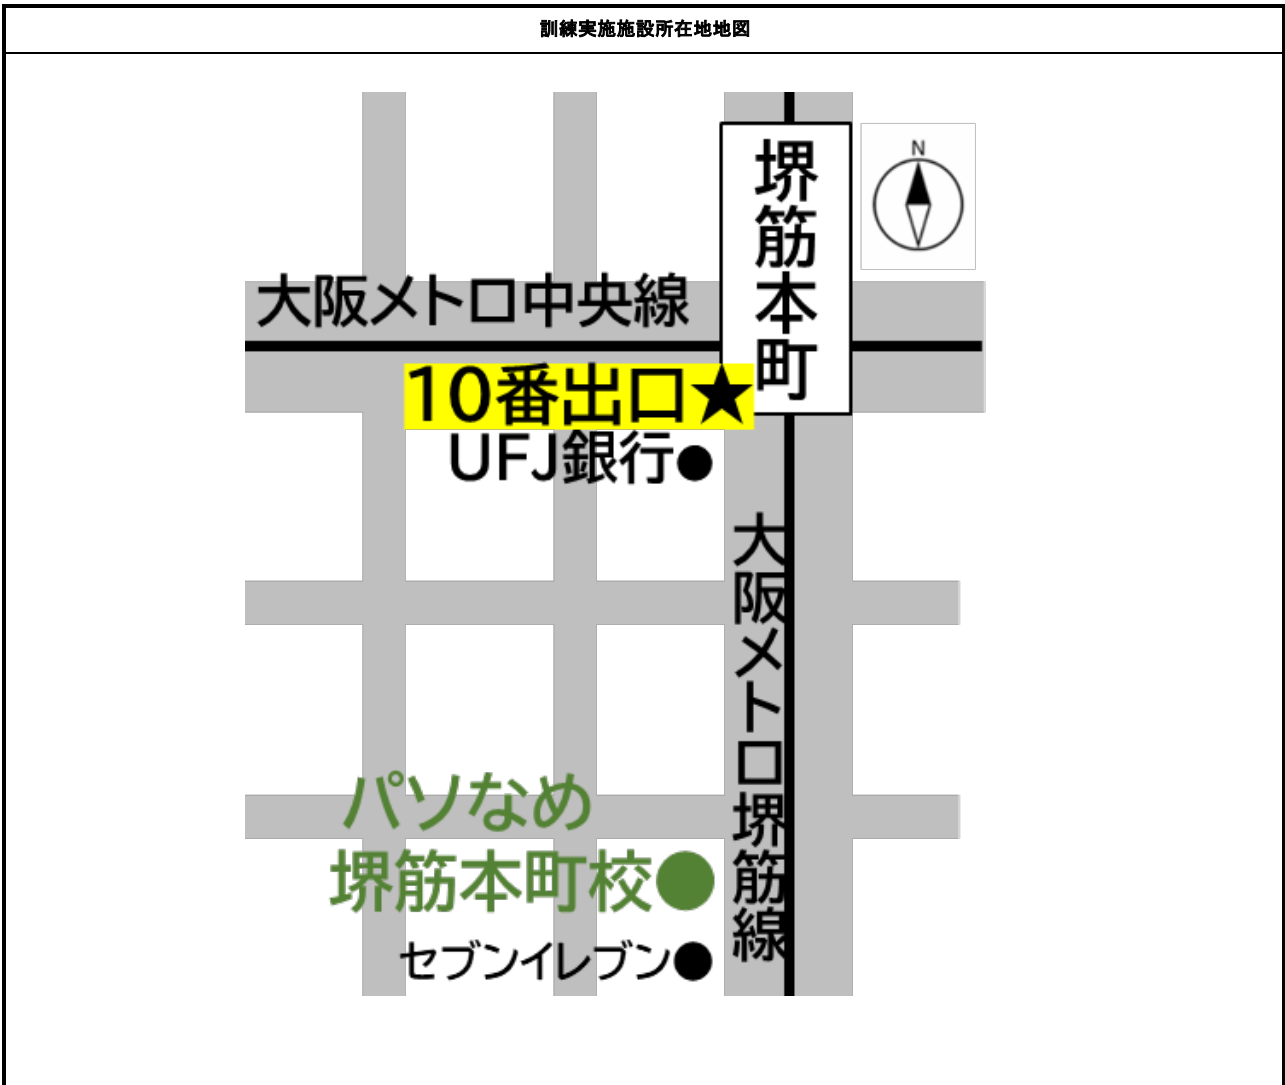 訓練実施施設所在地地図
堺筋本町
N
大阪メトロ中央線
10番出口★
UFJ銀行●
大阪メトロ堺筋線
パソなめ
堺筋本町校●
セブンイレブン●